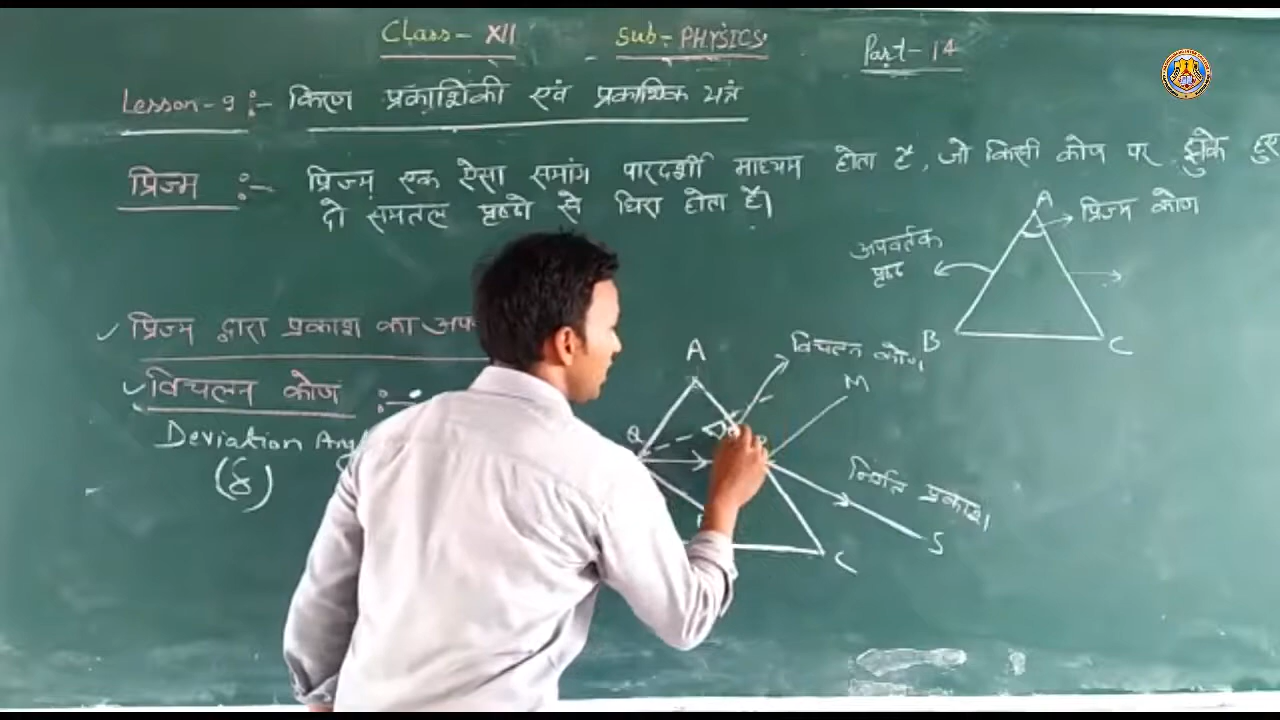 Class- XII Sub- PHYSICS Part- 14
Lesson-9 :- किरण प्रकाशिकी एवं प्रकाशिक यंत्र
प्रिज्म :- प्रिज्म एक ऐसा समांग पारदर्शी माध्यम होता है, जो किसी कोण पर झुके हुए
दो समतल पृष्ठो से घिरा होता है।
A
प्रिज्म कोण
अपवर्तक
पृष्ठ
B
C
प्रिज्म द्वारा प्रकाश का
विचलन कोण :-
Deviation
(δ)
A
विचलन कोण
M
Q
निर्गत प्रकाश
S
C